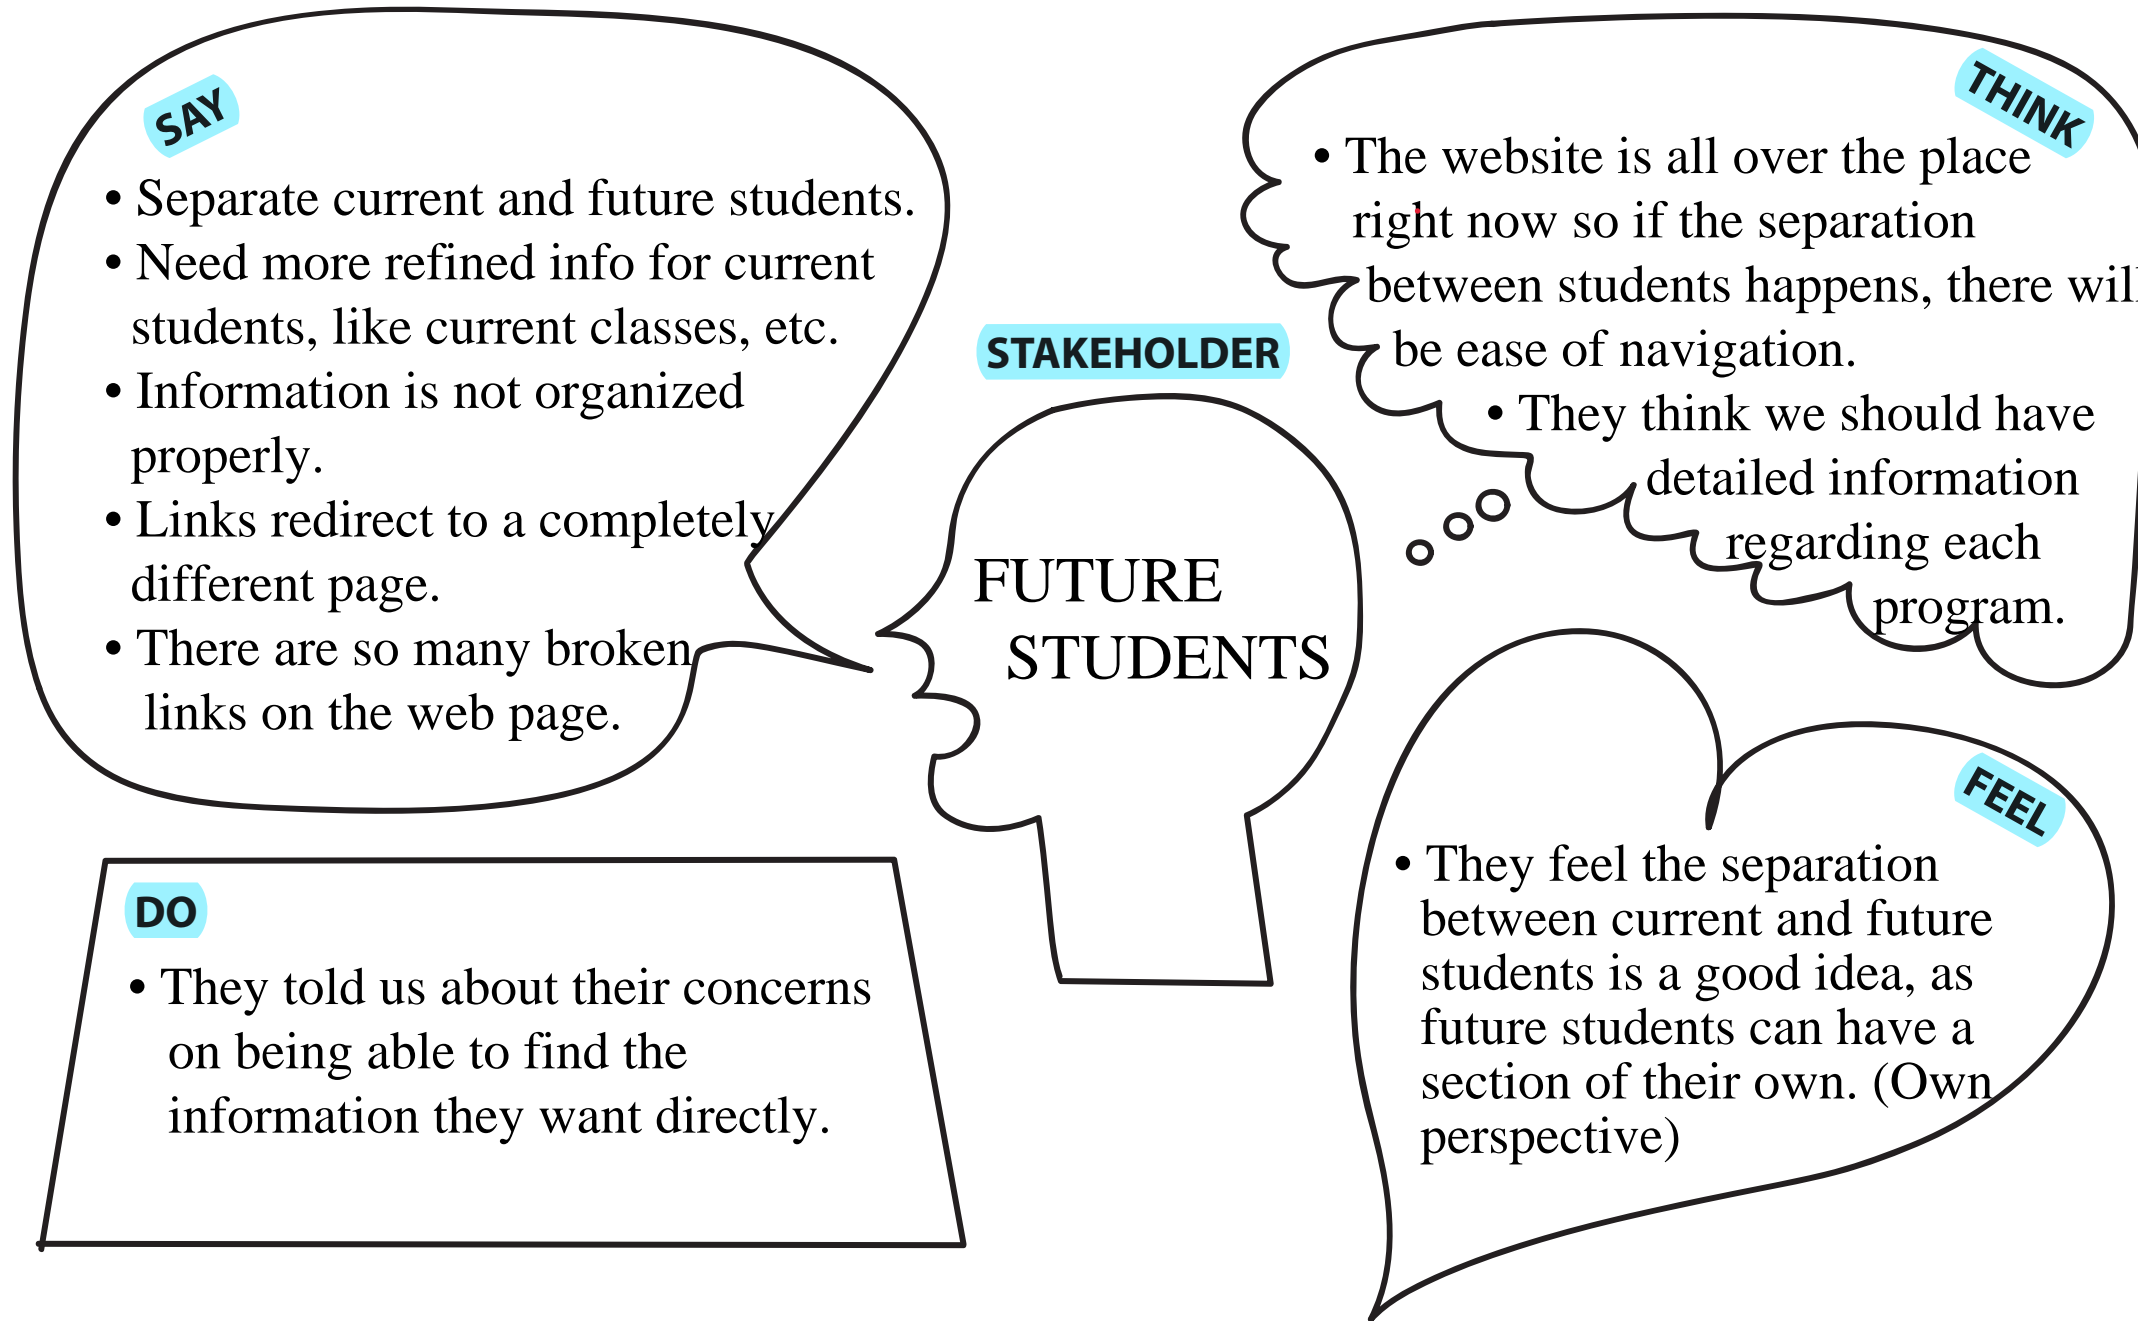 SAY
• Separate current and future students.
• Need more refined info for current
students, like current classes, etc.
• Information is not organized
properly.
• Links redirect to a completely
different page.
• There are so many broken
links on the web page.
THINK
• The website is all over the place
right now so if the separation
between students happens, there will
be ease of navigation.
• They think we should have
detailed information
regarding each
program.
STAKEHOLDER
FUTURE
STUDENTS
DO
• They told us about their concerns
on being able to find the
information they want directly.
FEEL
• They feel the separation
between current and future
students is a good idea, as
future students can have a
section of their own. (Own
perspective)